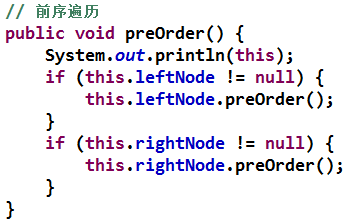 // 前序遍历
public void preOrder() {
    System.out.println(this);
    if (this.leftNode != null) {
        this.leftNode.preOrder();
    }
    if (this.rightNode != null) {
        this.rightNode.preOrder();
    }
}